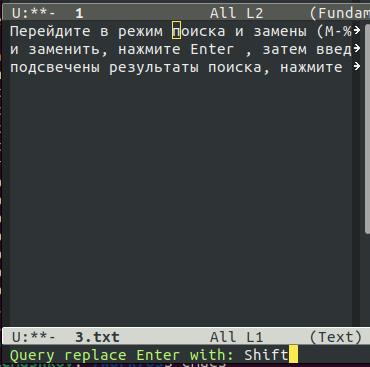 U:**-  1  All L2  (Fundam
Перейдите в режим поиска и замены (M-%
и заменить, нажмите Enter , затем введ
подсвечены результаты поиска, нажмите
U:**-  3.txt  All L1  (Text)
Query replace Enter with: Shift